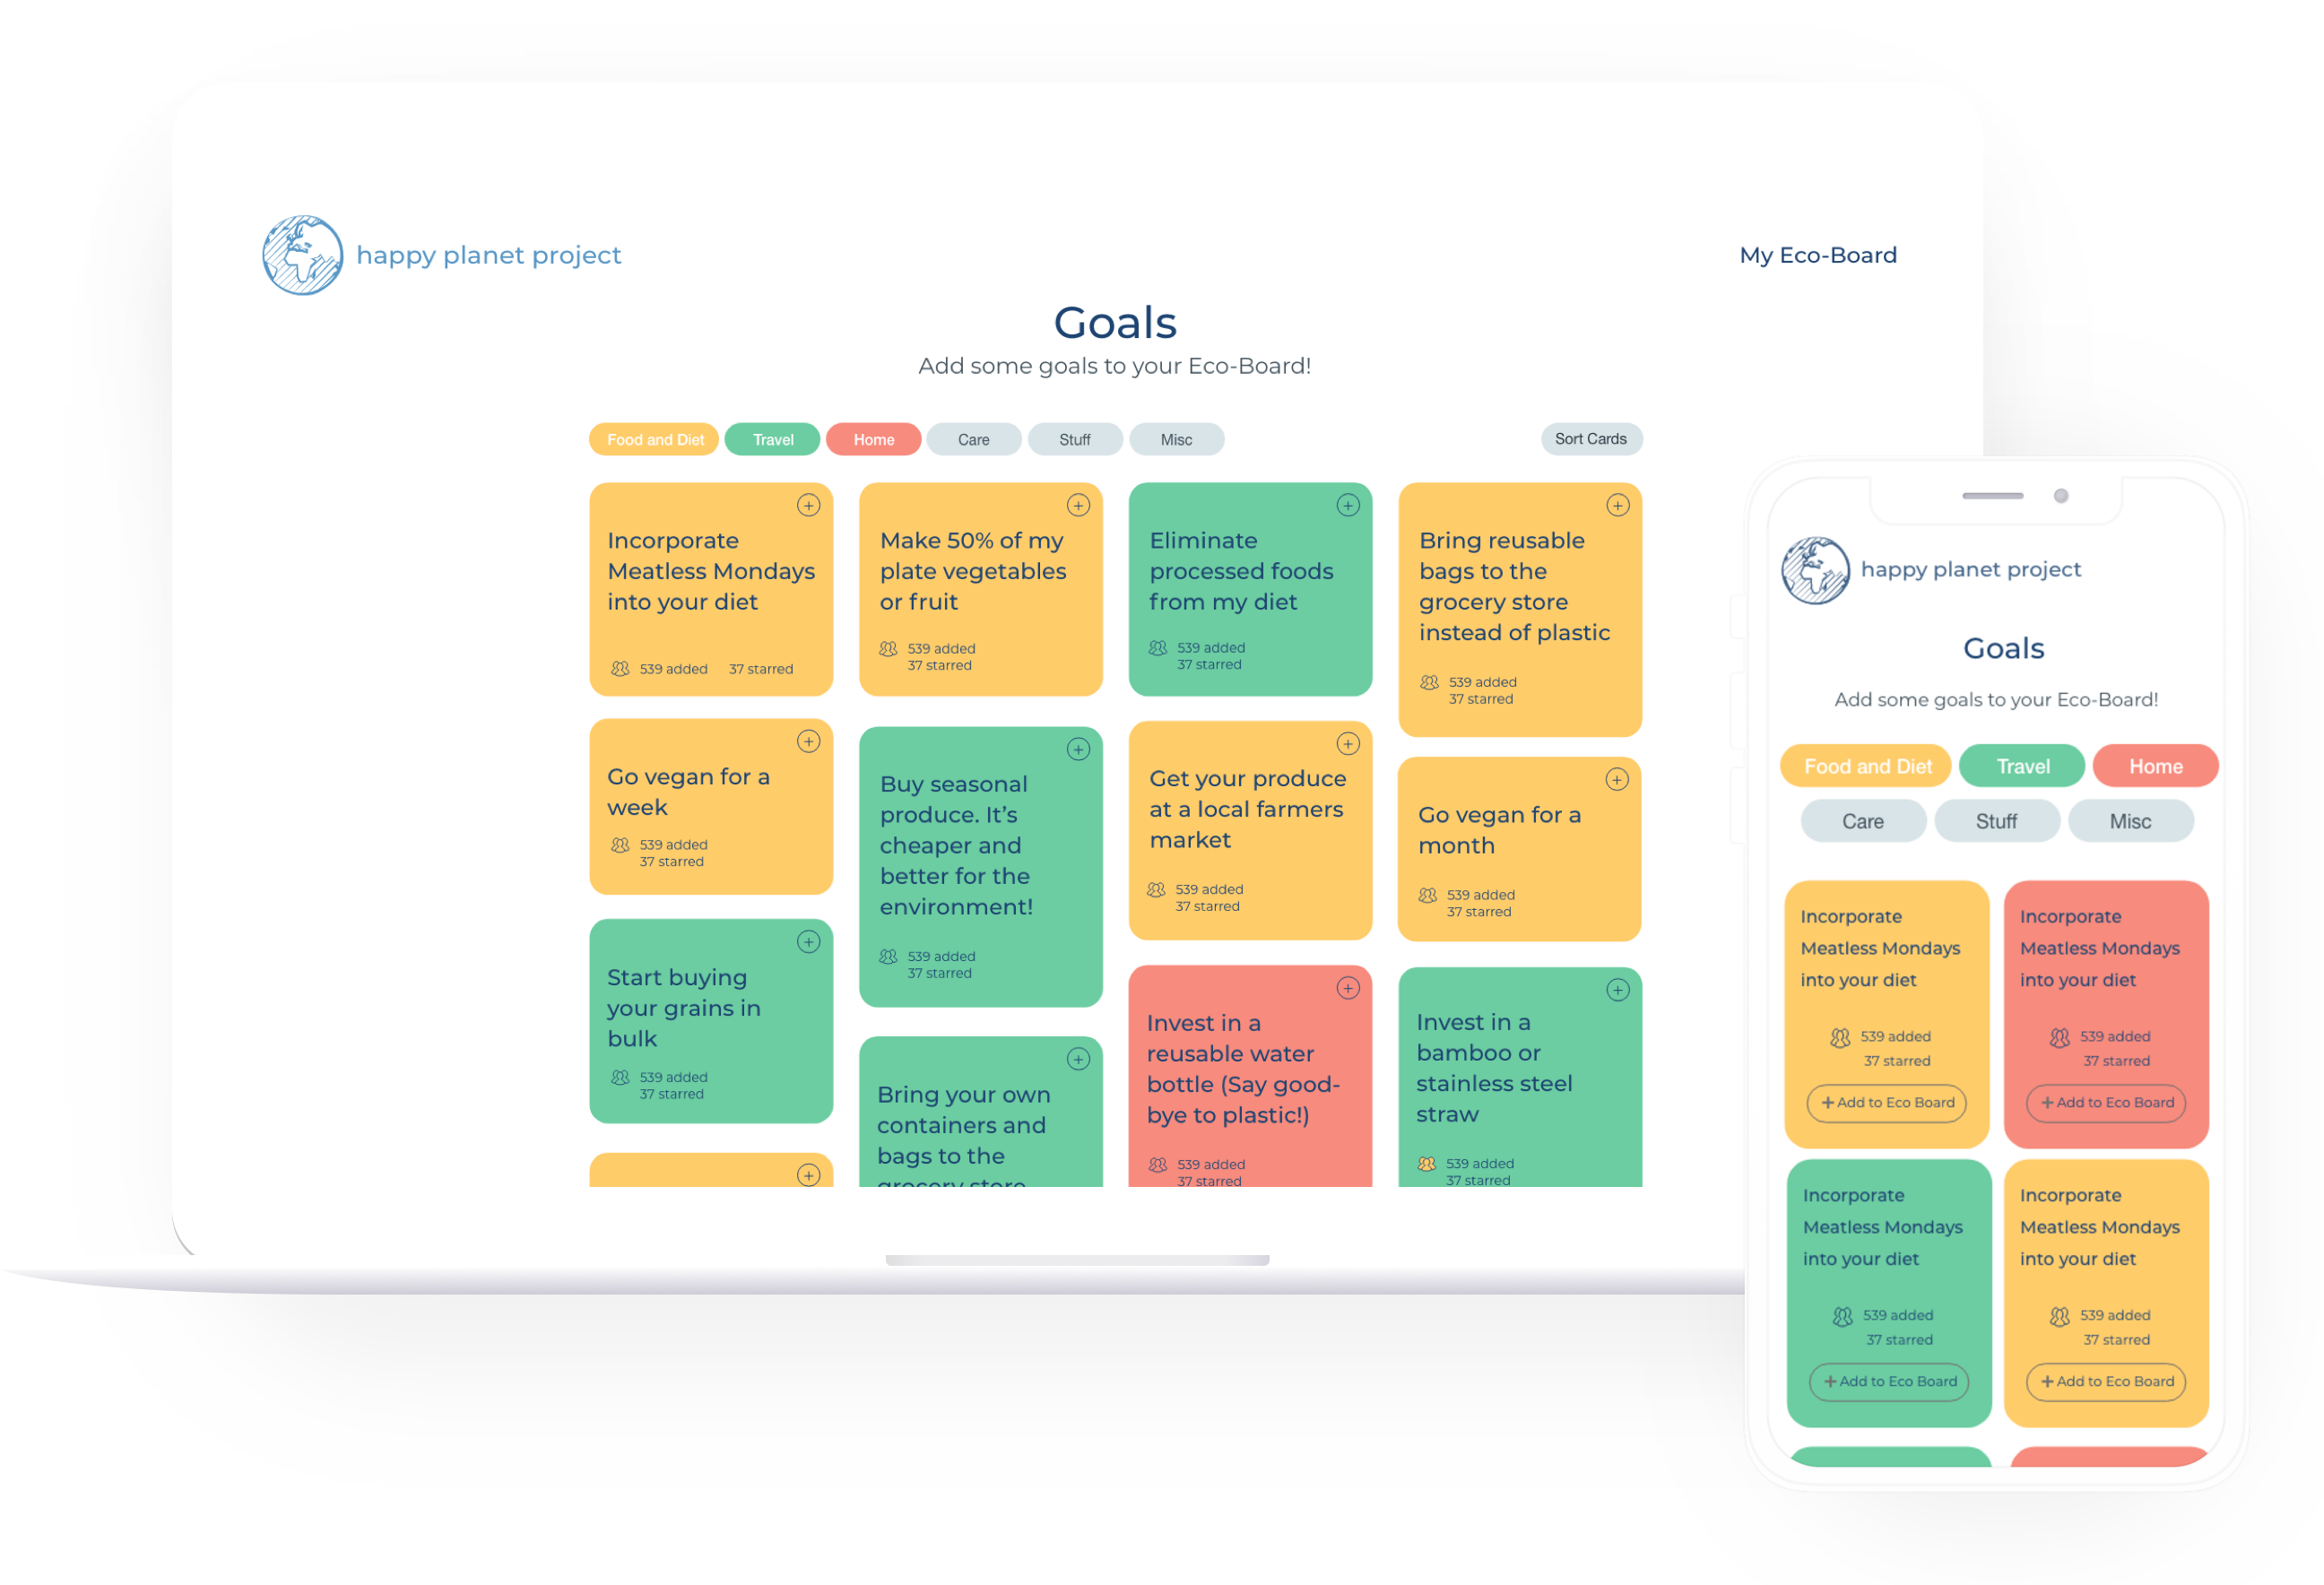 happy planet project
My Eco-Board
Goals
Add some goals to your Eco-Board!
Food and Diet
Travel
Home
Care
Stuff
Misc
Sort Cards
Incorporate
Meatless Mondays
into your diet
539 added 37 starred
Make 50% of my
plate vegetables
or fruit
539 added
37 starred
Eliminate
processed foods
from my diet
539 added
37 starred
Bring reusable
bags to the
grocery store
instead of plastic
539 added
37 starred
Go vegan for a
week
539 added
37 starred
Buy seasonal
produce. It’s
cheaper and
better for the
environment!
539 added
37 starred
Get your produce
at a local farmers
market
539 added
37 starred
Go vegan for a
month
539 added
37 starred
Start buying
your grains in
bulk
539 added
37 starred
Bring your own
containers and
bags to the
grocery store
Invest in a
reusable water
bottle (Say good-
bye to plastic!)
539 added
37 starred
Invest in a
bamboo or
stainless steel
straw
539 added
37 starred
happy planet project
Goals
Add some goals to your Eco-Board!
Food and Diet
Travel
Home
Care
Stuff
Misc
Incorporate
Meatless Mondays
into your diet
539 added
37 starred
+ Add to Eco Board
Incorporate
Meatless Mondays
into your diet
539 added
37 starred
+ Add to Eco Board
Incorporate
Meatless Mondays
into your diet
539 added
37 starred
+ Add to Eco Board
Incorporate
Meatless Mondays
into your diet
539 added
37 starred
+ Add to Eco Board